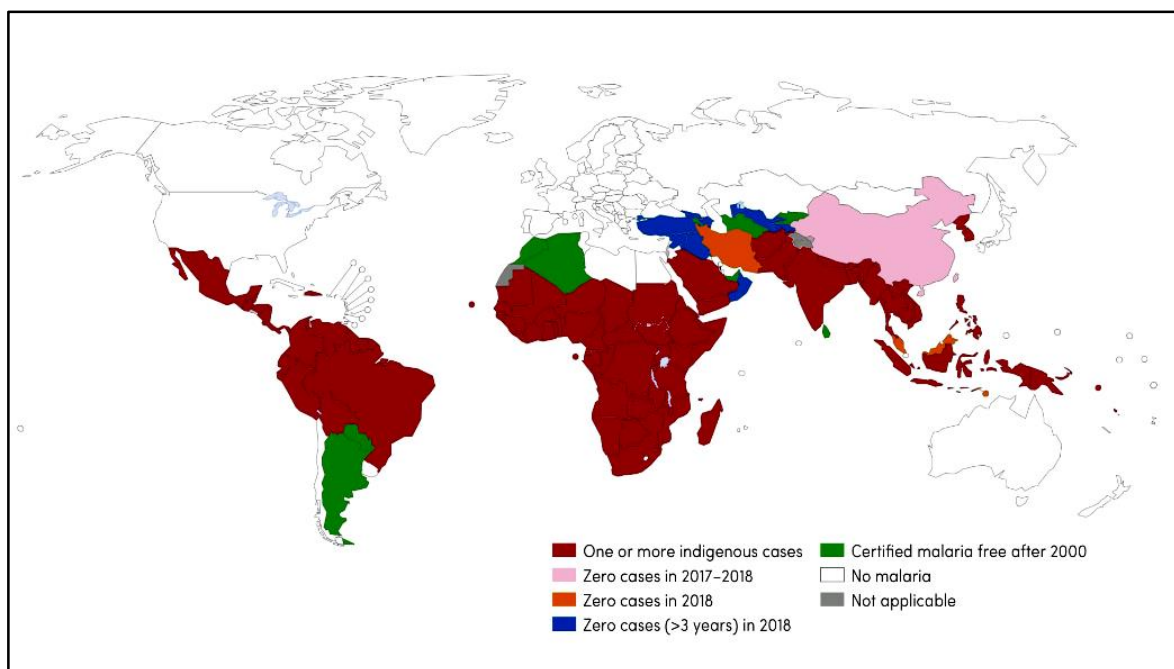 One or more indigenous cases
Zero cases in 2017–2018
Zero cases in 2018
Zero cases (>3 years) in 2018
Certified malaria free after 2000
No malaria
Not applicable